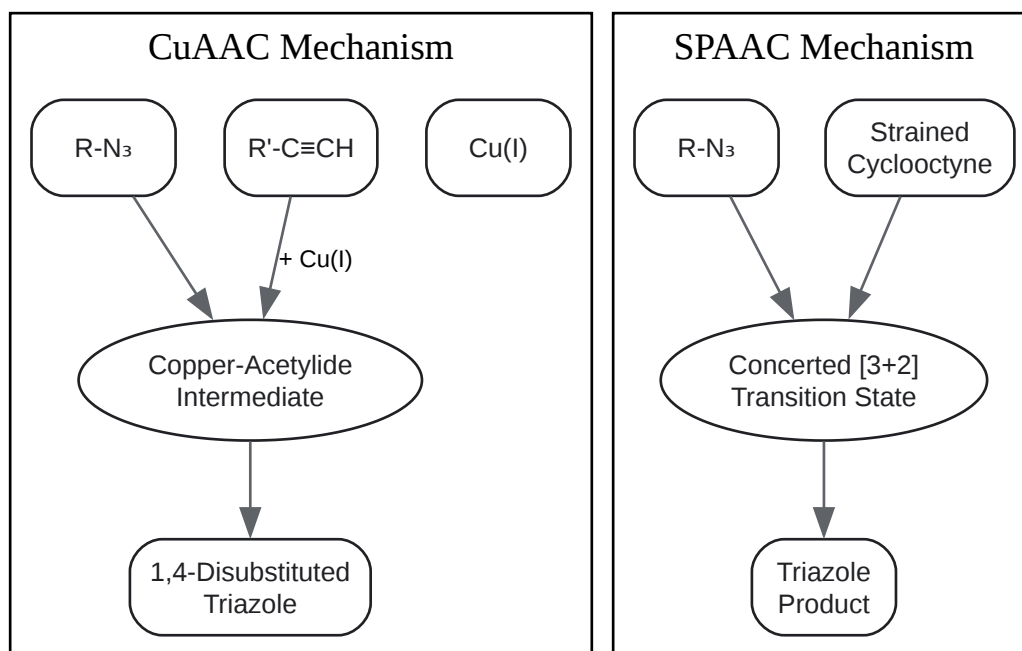 CuAAC Mechanism
R-N₃
R'-C≡CH
Cu(I)
+ Cu(I)
Copper-Acetylide
Intermediate
1,4-Disubstituted
Triazole
SPAAC Mechanism
R-N₃
Strained
Cyclooctyne
Concerted [3+2]
Transition State
Triazole
Product